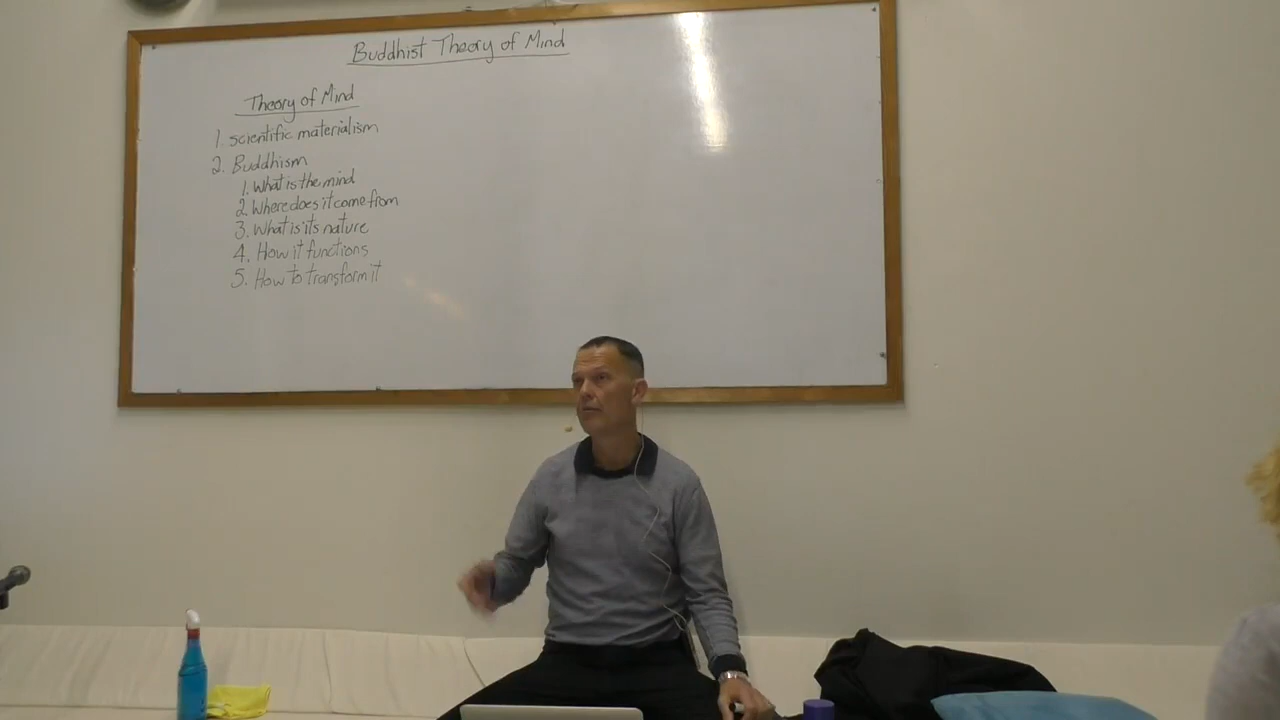 Buddhist Theory of Mind
Theory of Mind
1. scientific materialism
2. Buddhism
1. What is the mind
2. Where does it come from
3. What is its nature
4. How it functions
5. How to transform it